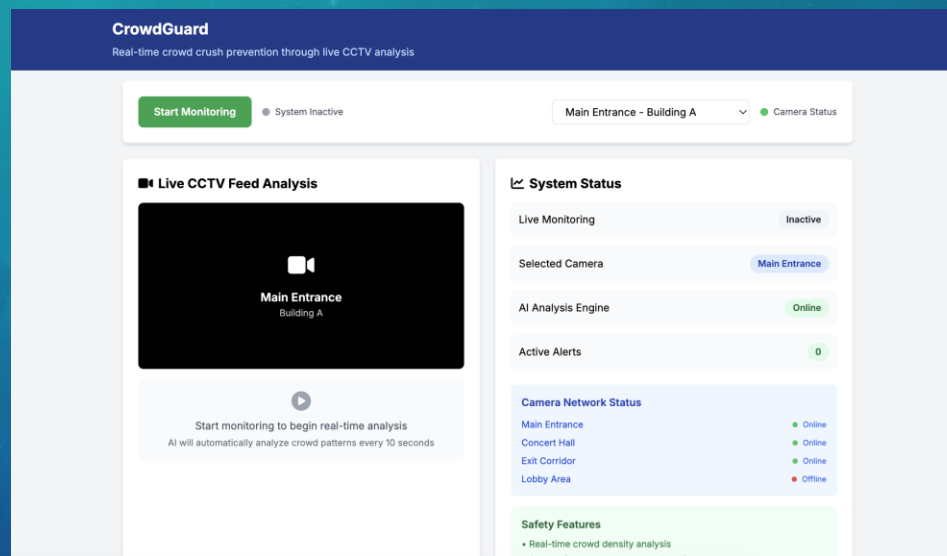 CrowdGuard
Real-time crowd crush prevention through live CCTV analysis
Start Monitoring
System Inactive
Main Entrance - Building A
Camera Status
Live CCTV Feed Analysis
Main Entrance
Building A
Start monitoring to begin real-time analysis
AI will automatically analyze crowd patterns every 10 seconds
System Status
Live Monitoring
Inactive
Selected Camera
Main Entrance
AI Analysis Engine
Online
Active Alerts
0
Camera Network Status
Main Entrance
Online
Concert Hall
Online
Exit Corridor
Online
Lobby Area
Offline
Safety Features
• Real-time crowd density analysis